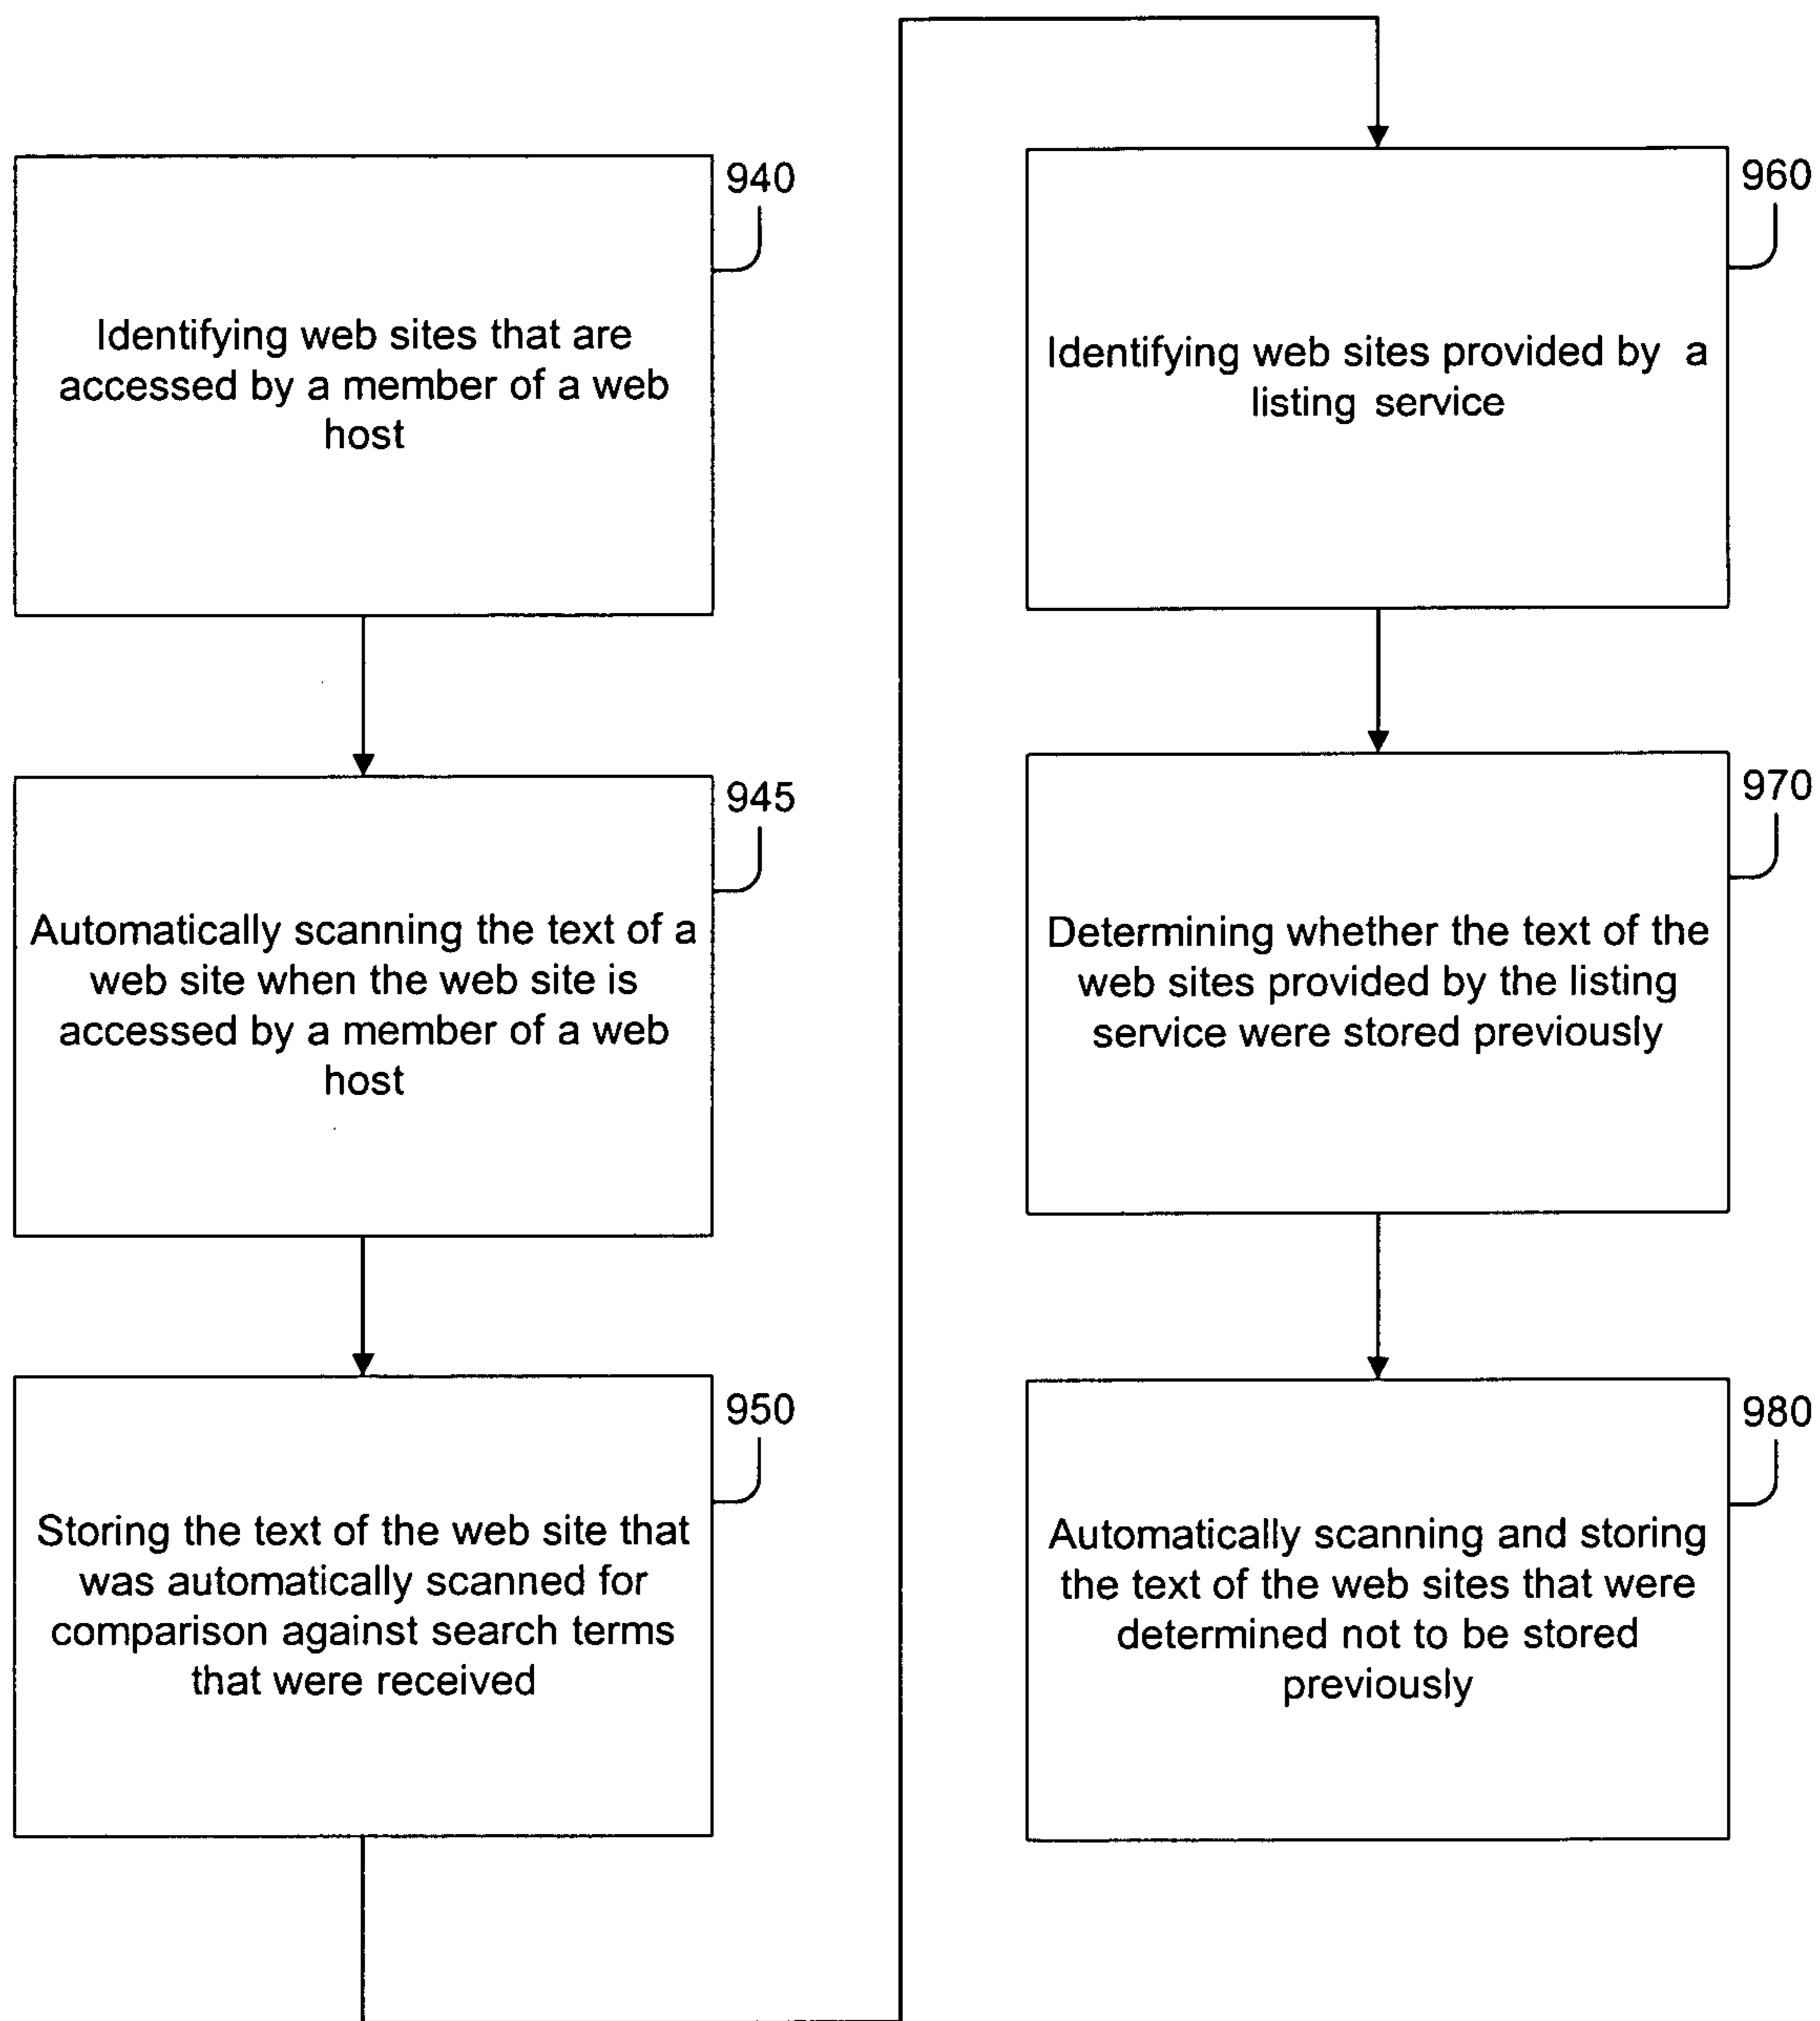 940
Identifying web sites that are
accessed by a member of a web
host
945
Automatically scanning the text of a
web site when the web site is
accessed by a member of a web
host
950
Storing the text of the web site that
was automatically scanned for
comparison against search terms
that were received
960
Identifying web sites provided by a
listing service
970
Determining whether the text of the
web sites provided by the listing
service were stored previously
980
Automatically scanning and storing
the text of the web sites that were
determined not to be stored
previously